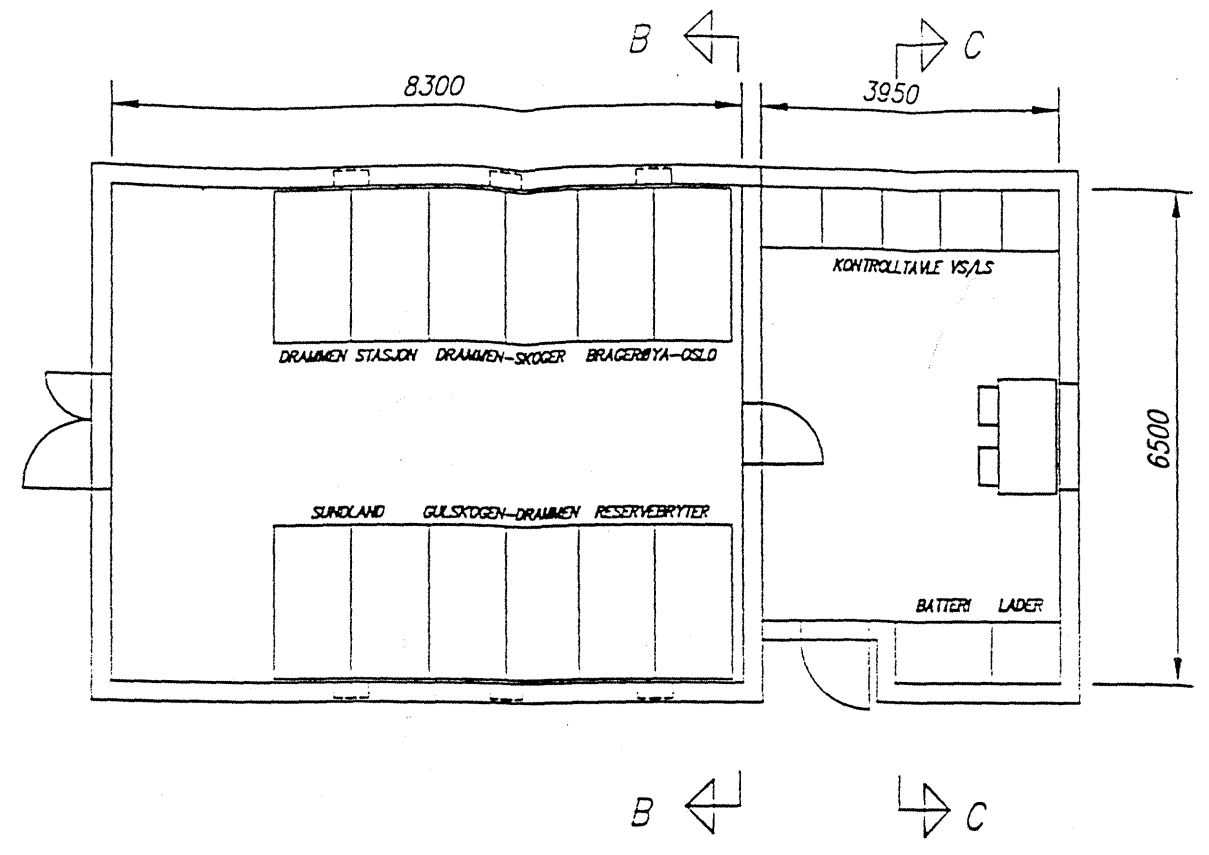 B
C
8300
3950
KONTROLLTAVLE VS/LS
DRAMMEN STASJON
DRAMMEN-SKOGER
BRAGERØYA-OSLO
6500
SUNDLAND
GULSKOGEN-DRAMMEN
RESERVEBRYTER
BATTERI
LADER
B
C